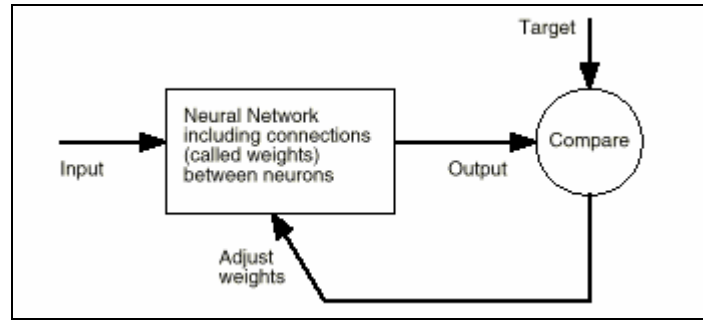 Target
Neural Network
including connections
(called weights)
between neurons
Compare
Input
Output
Adjust
weights